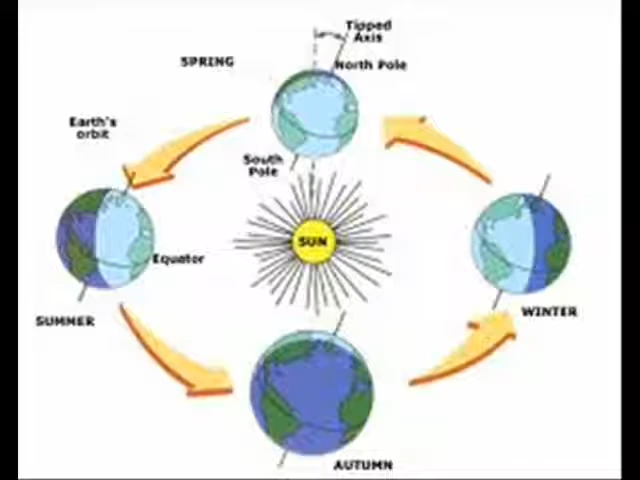 Tipped
Axis
SPRING
North Pole
Earth's
orbit
South
Pole
SUN
Equator
SUMMER
WINTER
AUTUMN